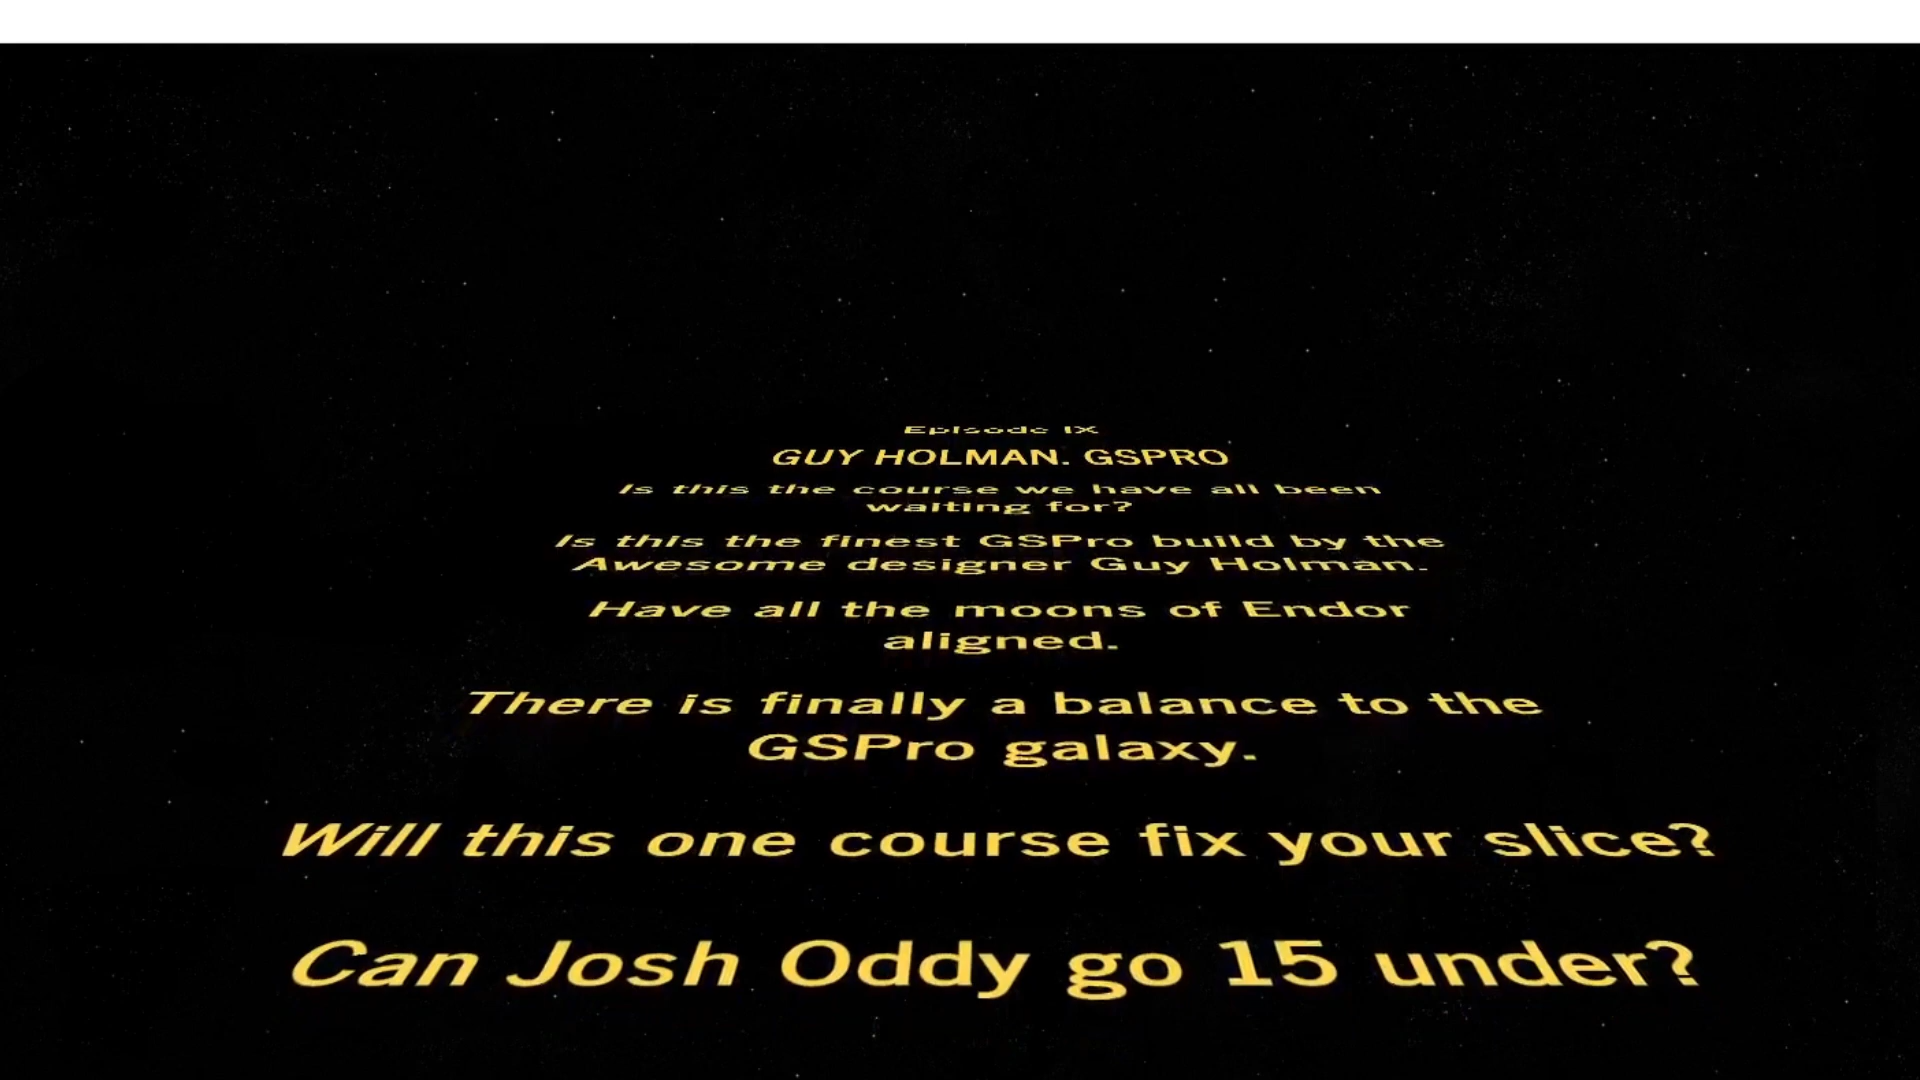 Episode IX
GUY HOLMAN. GSPRO
Is this the course we have all been
waiting for?
Is this the finest GSPro build by the
Awesome designer Guy Holman.
Have all the moons of Endor
aligned.
There is finally a balance to the
GSPro galaxy.
Will this one course fix your slice?
Can Josh Oddy go 15 under?